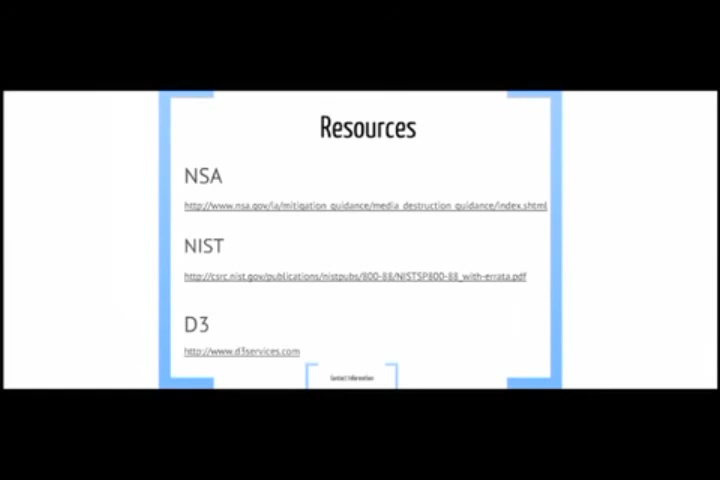 Resources
NSA
http://www.nsa.gov/ia/mitigation_guidance/media_destruction_guidance/index.shtml
NIST
http://csrc.nist.gov/publications/nistpubs/800-88/NISTSP800-88_with-errata.pdf
D3
http://www.d3services.com
Contact Information